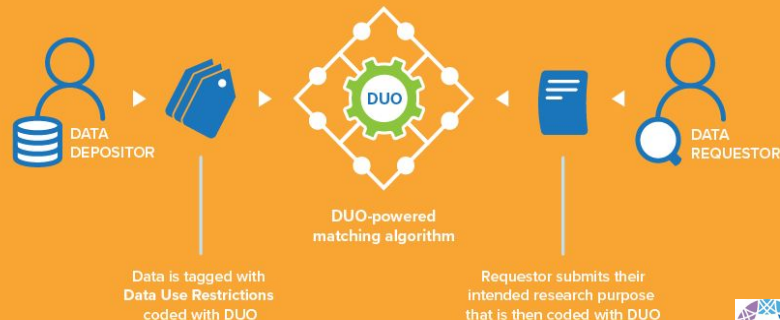 DUO
DATA
DEPOSITOR
DATA
REQUESTOR
DUO-powered
matching algorithm
Data is tagged with
Data Use Restrictions
coded with DUO
Requestor submits their
intended research purpose
that is then coded with DUO